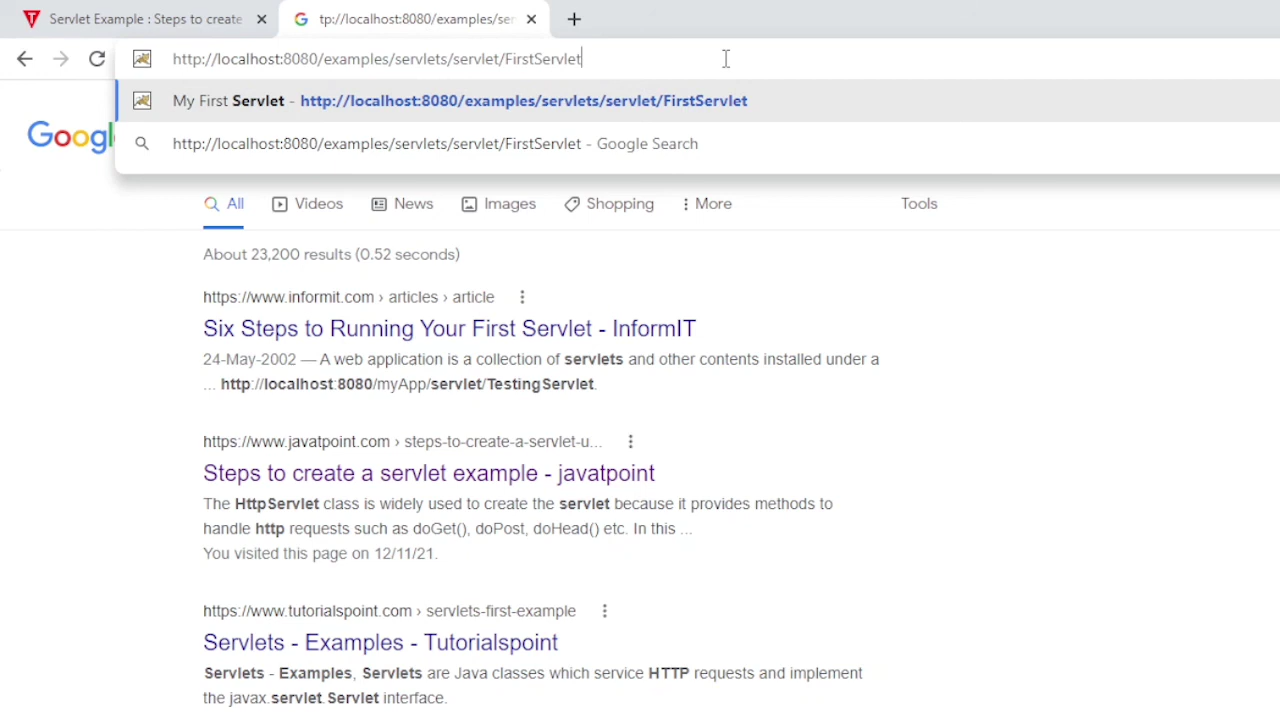 Servlet Example : Steps to create
tp://localhost:8080/examples/ser
http://localhost:8080/examples/servlets/servlet/FirstServlet
My First Servlet - http://localhost:8080/examples/servlets/servlet/FirstServlet
http://localhost:8080/examples/servlets/servlet/FirstServlet - Google Search
Google
All Videos News Images Shopping More Tools
About 23,200 results (0.52 seconds)
https://www.informit.com › articles › article
Six Steps to Running Your First Servlet - InformIT
24-May-2002 — A web application is a collection of servlets and other contents installed under a
... http://localhost:8080/myApp/servlet/TestingServlet.
https://www.javatpoint.com › steps-to-create-a-servlet-u...
Steps to create a servlet example - javatpoint
The HttpServlet class is widely used to create the servlet because it provides methods to
handle http requests such as doGet(), doPost, doHead() etc. In this ...
You visited this page on 12/11/21.
https://www.tutorialspoint.com › servlets-first-example
Servlets - Examples - Tutorialspoint
Servlets - Examples, Servlets are Java classes which service HTTP requests and implement
the javax.servlet.Servlet interface.